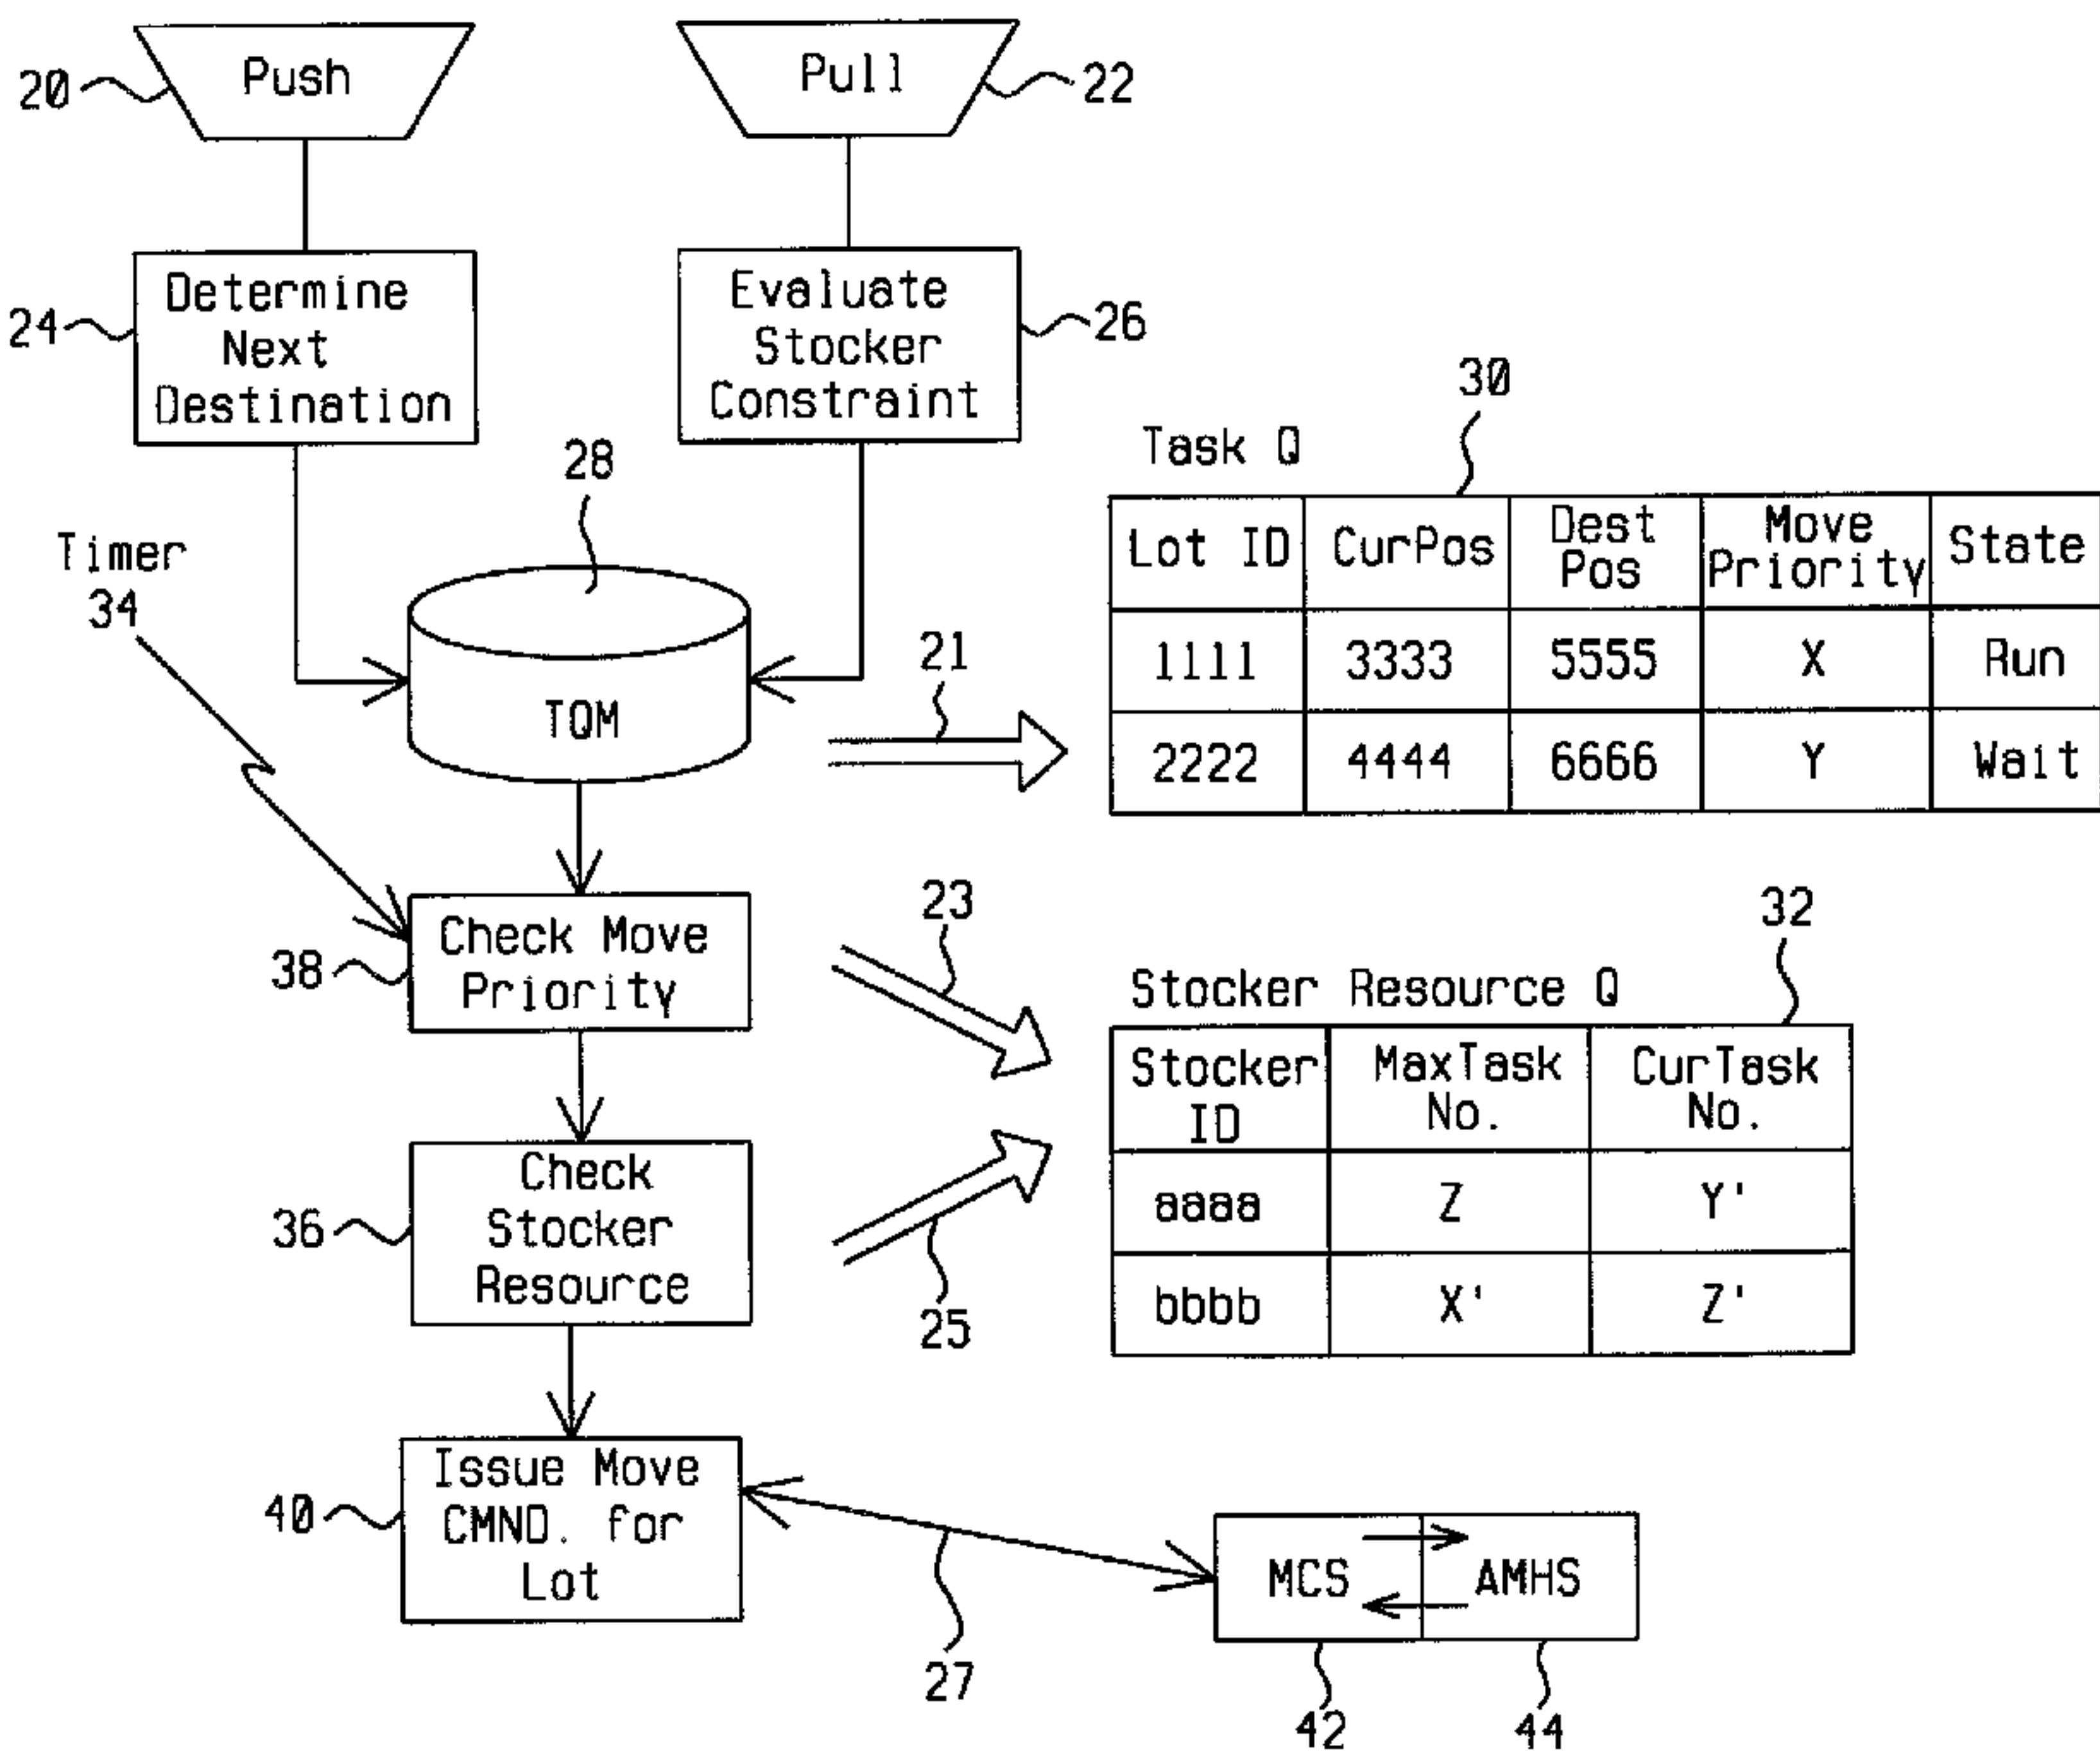 Push
20
Pull
22
Determine
Next
Destination
24
Evaluate
Stocker
Constraint
26
28
TQM
Timer
34
21
30
Task Q
Lot ID CurPos Dest Pos Move Priority State
1111 3333 5555 X Run
2222 4444 6666 Y Wait
Check Move
Priority
38
23
32
Stocker Resource Q
Stocker ID MaxTask No. CurTask No.
aaaa Z Y'
bbbb X' Z'
Check
Stocker
Resource
36
25
Issue Move
CMND. for
Lot
40
27
MCS AMHS
42 44